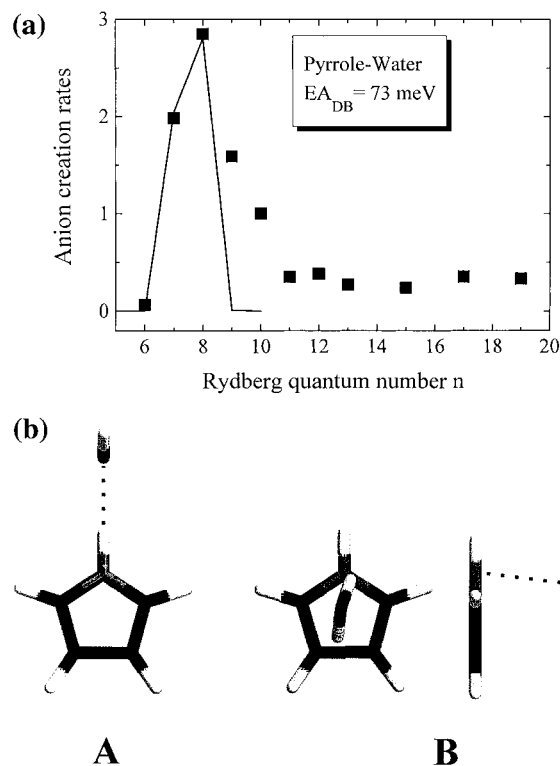 (a)
Pyrrole-Water
EA_DB = 73 meV
Anion creation rates
3
2
1
0
6 8 10 12 14 16 18 20
Rydberg quantum number n
(b)
A B